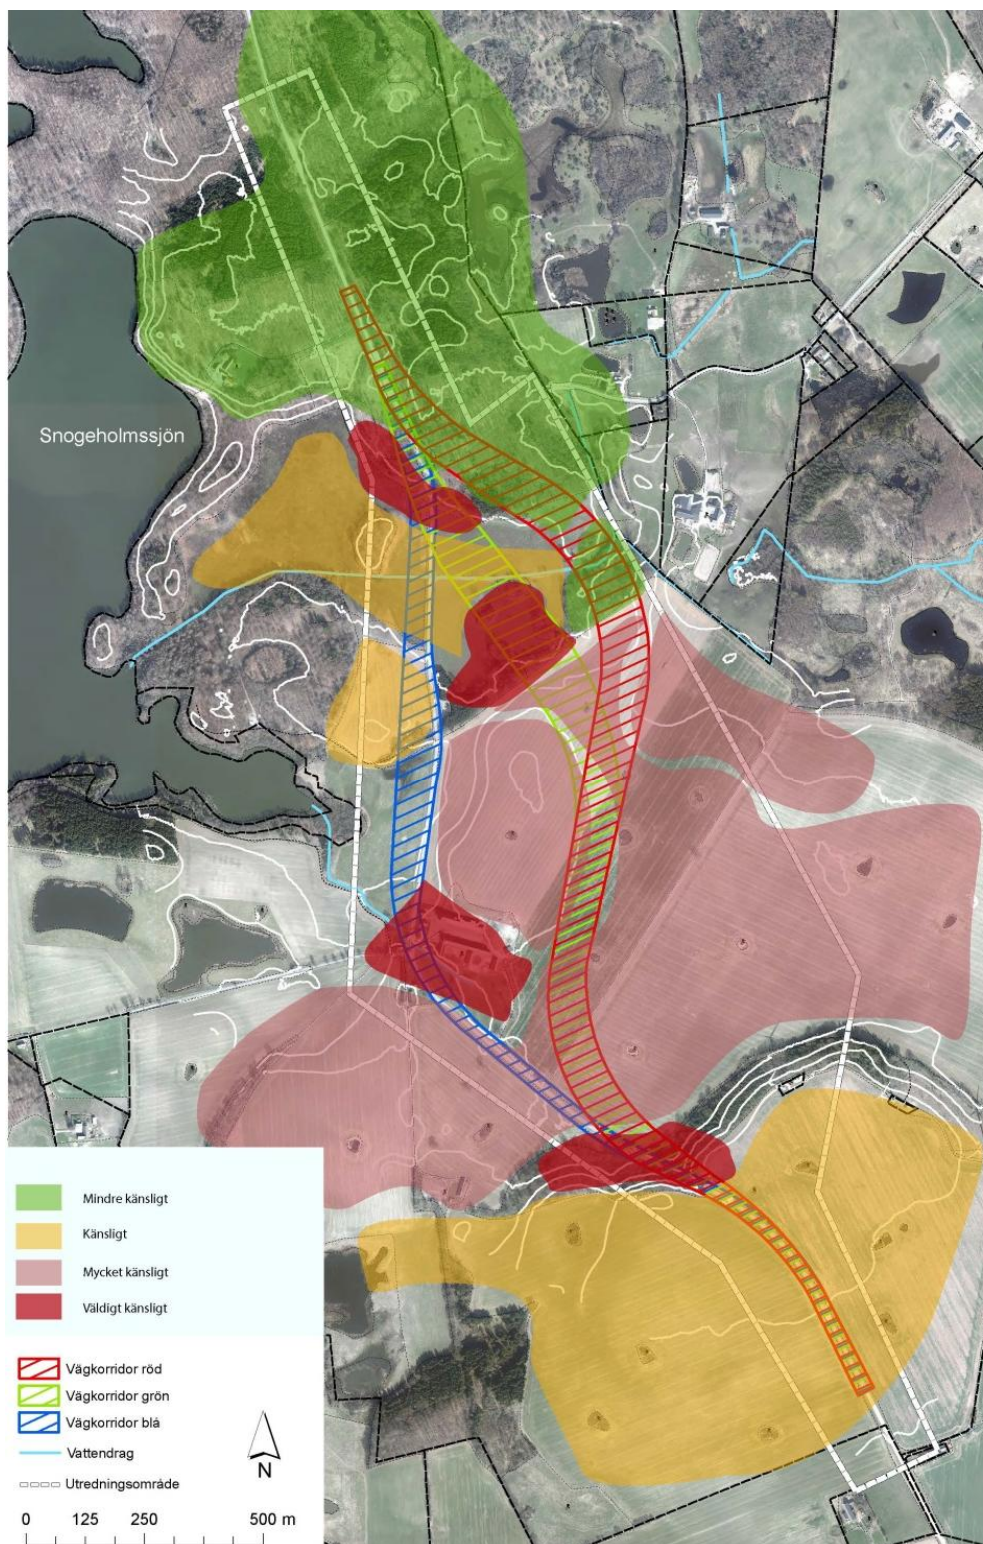 Snogeholmssjön
Mindre känsligt
Känsligt
Mycket känsligt
Väldigt känsligt
Vägkorridor röd
Vägkorridor grön
Vägkorridor blå
Vattendrag
Utredningsområde
N
0 125 250 500 m